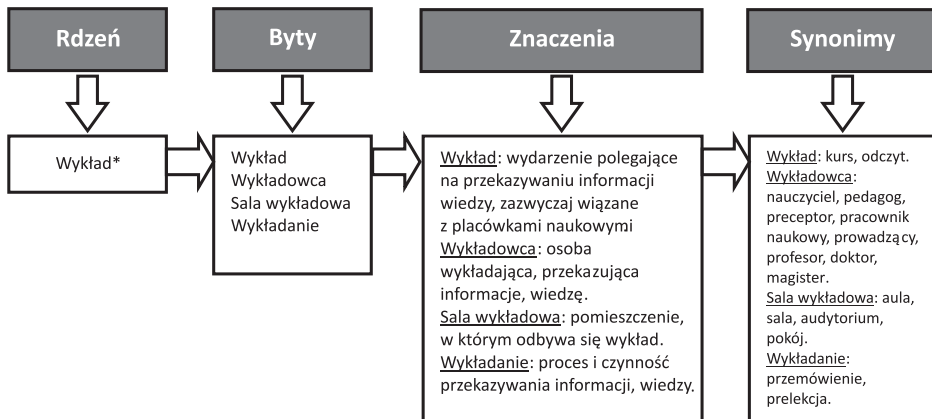 Rdzeń
Byty
Znaczenia
Synonimy
Wykład*
Wykład
Wykładowca
Sala wykładowa
Wykładanie
Wykład: wydarzenie polegające
na przekazywaniu informacji
wiedzy, zazwyczaj wiązane
z placówkami naukowymi
Wykładowca: osoba
wykładająca, przekazująca
informacje, wiedzę.
Sala wykładowa: pomieszczenie,
w którym odbywa się wykład.
Wykładanie: proces i czynność
przekazywania informacji, wiedzy.
Wykład: kurs, odczyt.
Wykładowca:
nauczyciel, pedagog,
preceptor, pracownik
naukowy, prowadzący,
profesor, doktor,
magister.
Sala wykładowa: aula,
sala, audytorium,
pokój.
Wykładanie:
przemówienie,
prelekcja.